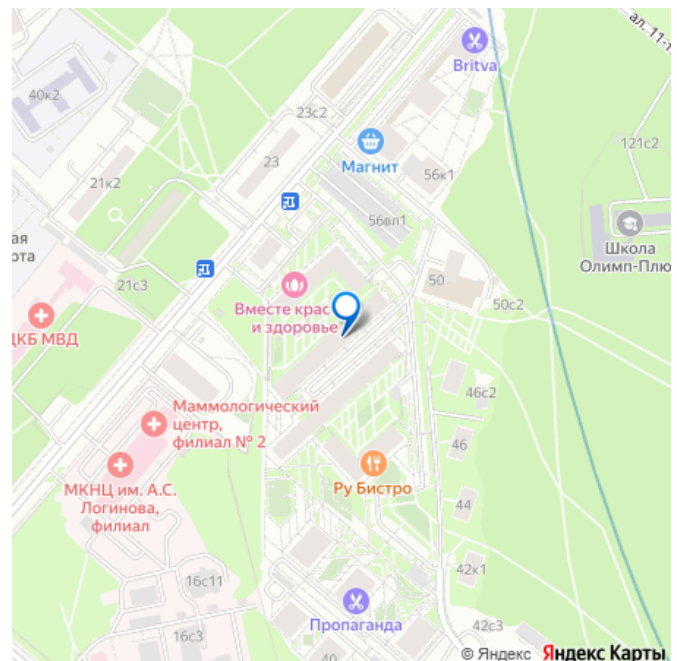 ал. 11-
Britva
40к2
23с2
121с2
Магнит
23
56к1
21к2
56вл1
Школа
Олимп-Плю
ая
рта
21с3
50
50с2
Вместе крас
и здоровье
ЦКБ МВД
46с2
Маммологический
центр,
филиал № 2
46
МКНЦ им. А.С.
Логинова,
филиал
Ру Бистро
44
42к1
16с11
Пропаганда
16с3
42с3
40
© Яндекс Яндекс Карты